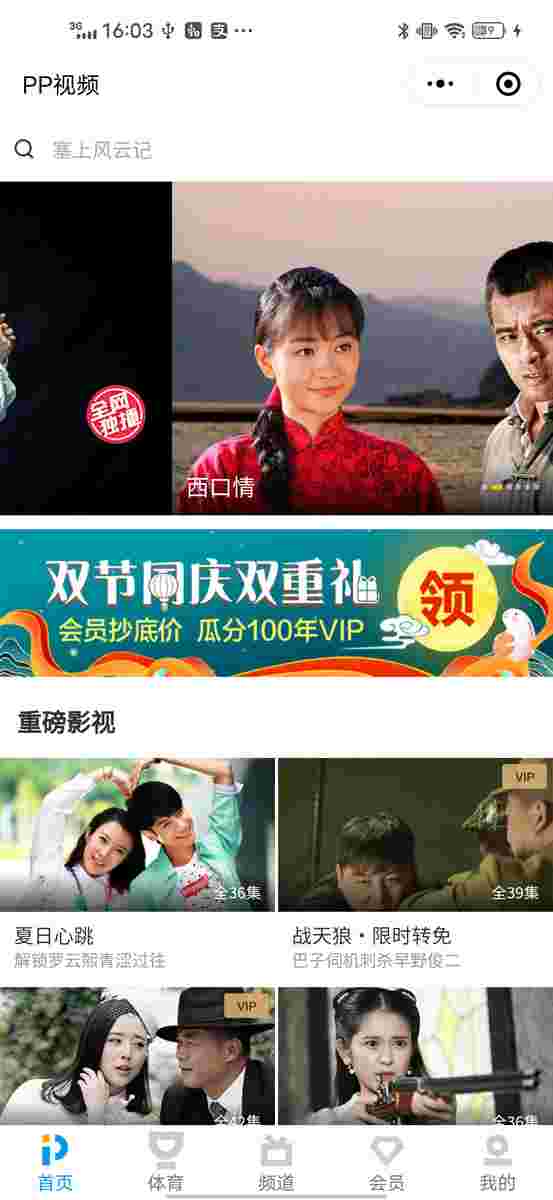 3G 16:03
PP视频
塞上风云记
全网
独播
西口情
双节同庆双重礼
领
会员抄底价 瓜分100年VIP
重磅影视
VIP
全36集
全39集
夏日心跳
战天狼·限时转免
解锁罗云熙青涩过往
巴子伺机刺杀早野俊二
VIP
全42集
全36集
首页
体育
频道
会员
我的